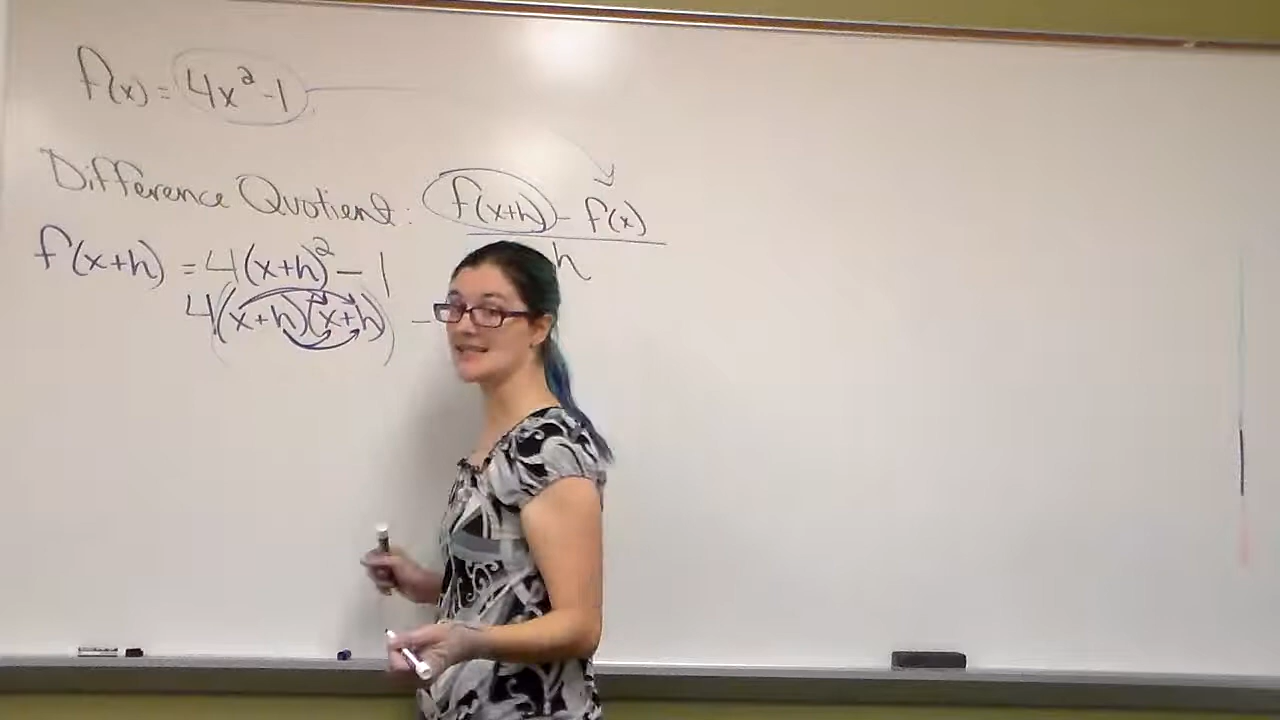 f(x) = 4x² - 1
Difference Quotient: f(x+h) - f(x)
h
f(x+h) = 4(x+h)² - 1
4((x+h)(x+h)) -